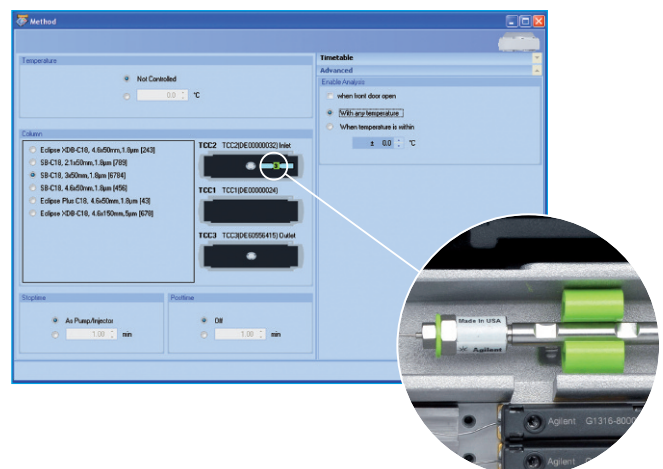 Method
Temperature
Not Controlled
0.0 °C
Column
Eclipse XDB-C18, 4.6x50mm,1.8µm [243]
SB-C18, 2.1x50mm,1.8µm [789]
SB-C18, 3x50mm,1.8µm [6784]
SB-C18, 4.6x50mm,1.8µm [456]
Eclipse Plus C18, 4.6x50mm,1.8µm [43]
Eclipse XDB-C18, 4.6x150mm,5µm [678]
TCC2 TCC2(DE00000032) Inlet
TCC1 TCC1(DE00000024)
TCC3 TCC3(DE60556415) Outlet
Stoptime
As Pump/Injector
1.00 min
Posttime
Off
1.00 min
Timetable
Advanced
Enable Analysis
when front door open
With any temperature
When temperature is within
± 0.0 °C
Made in USA
Agilent
Agilent G1316-8000
Agilent